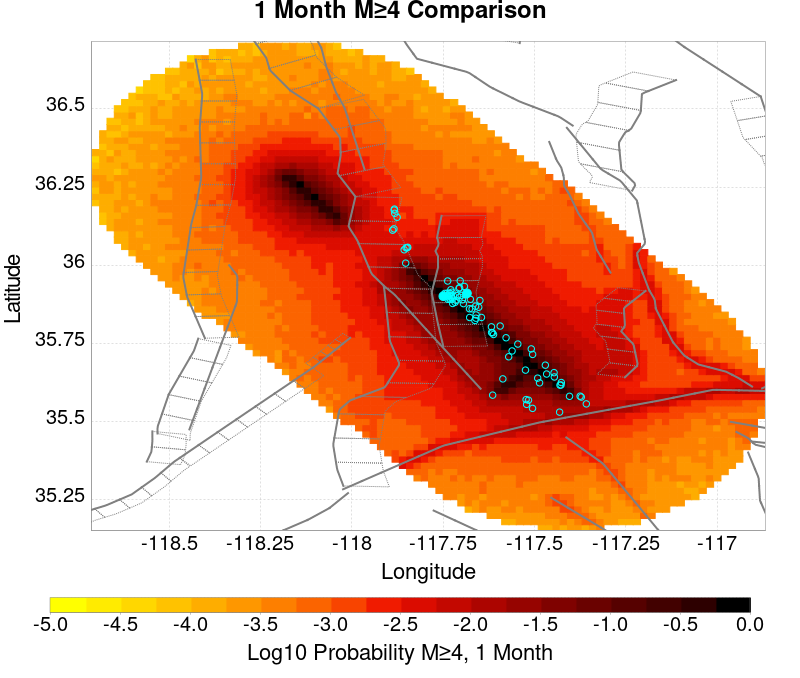 1 Month M≥4 Comparison
36.5
36.25
36
35.75
35.5
35.25
Latitude
-118.5 -118.25 -118 -117.75 -117.5 -117.25 -117
Longitude
-5.0 -4.5 -4.0 -3.5 -3.0 -2.5 -2.0 -1.5 -1.0 -0.5 0.0
Log10 Probability M≥4, 1 Month